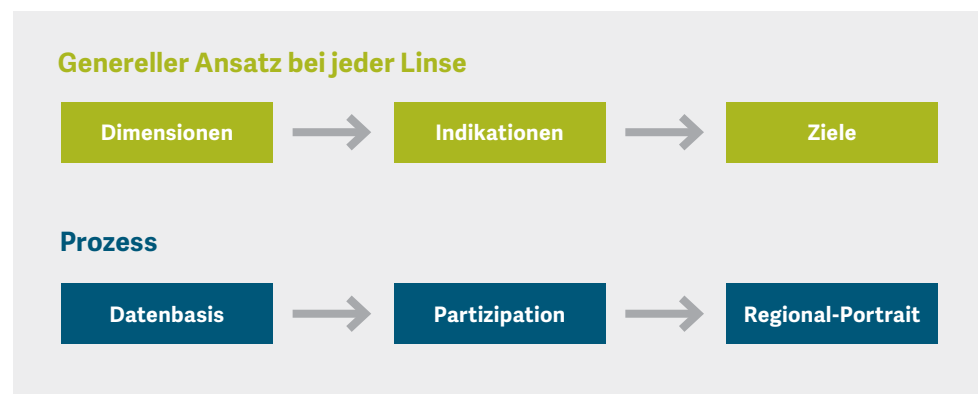 Genereller Ansatz bei jeder Linse
Dimensionen
Indikationen
Ziele
Prozess
Datenbasis
Partizipation
Regional-Portrait